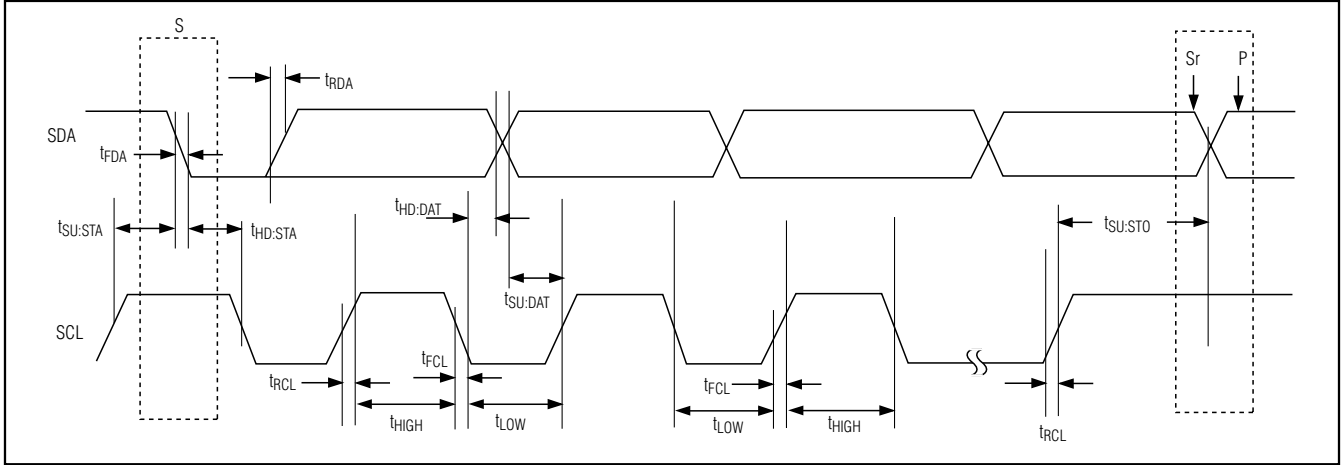 S
Sr P
tRDA
SDA
tFDA
tHD:DAT
tSU:STA
tHD:STA
tSU:STO
tSU:DAT
SCL
tFCL
tRCL
tFCL
tHIGH
tLOW
tLOW
tHIGH
tRCL